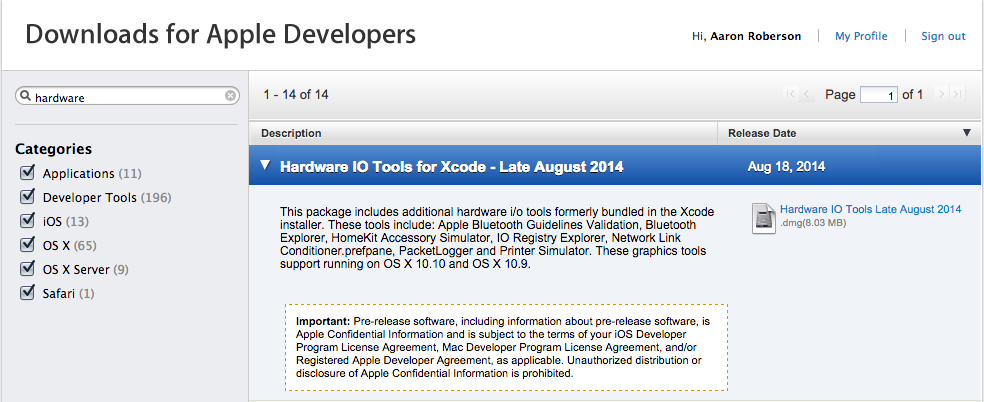 Downloads for Apple Developers
Hi, Aaron Roberson
My Profile
Sign out
hardware
Categories
Applications (11)
Developer Tools (196)
iOS (13)
OS X (65)
OS X Server (9)
Safari (1)
1 - 14 of 14
Page 1 of 1
Description
Release Date
Hardware IO Tools for Xcode - Late August 2014
Aug 18, 2014
This package includes additional hardware i/o tools formerly bundled in the Xcode
installer. These tools include: Apple Bluetooth Guidelines Validation, Bluetooth
Explorer, HomeKit Accessory Simulator, IO Registry Explorer, Network Link
Conditioner.prefpane, PacketLogger and Printer Simulator. These graphics tools
support running on OS X 10.10 and OS X 10.9.
Hardware IO Tools Late August 2014
.dmg(8.03 MB)
Important: Pre-release software, including information about pre-release software, is
Apple Confidential Information and is subject to the terms of your iOS Developer
Program License Agreement, Mac Developer Program License Agreement, and/or
Registered Apple Developer Agreement, as applicable. Unauthorized distribution or
disclosure of Apple Confidential Information is prohibited.